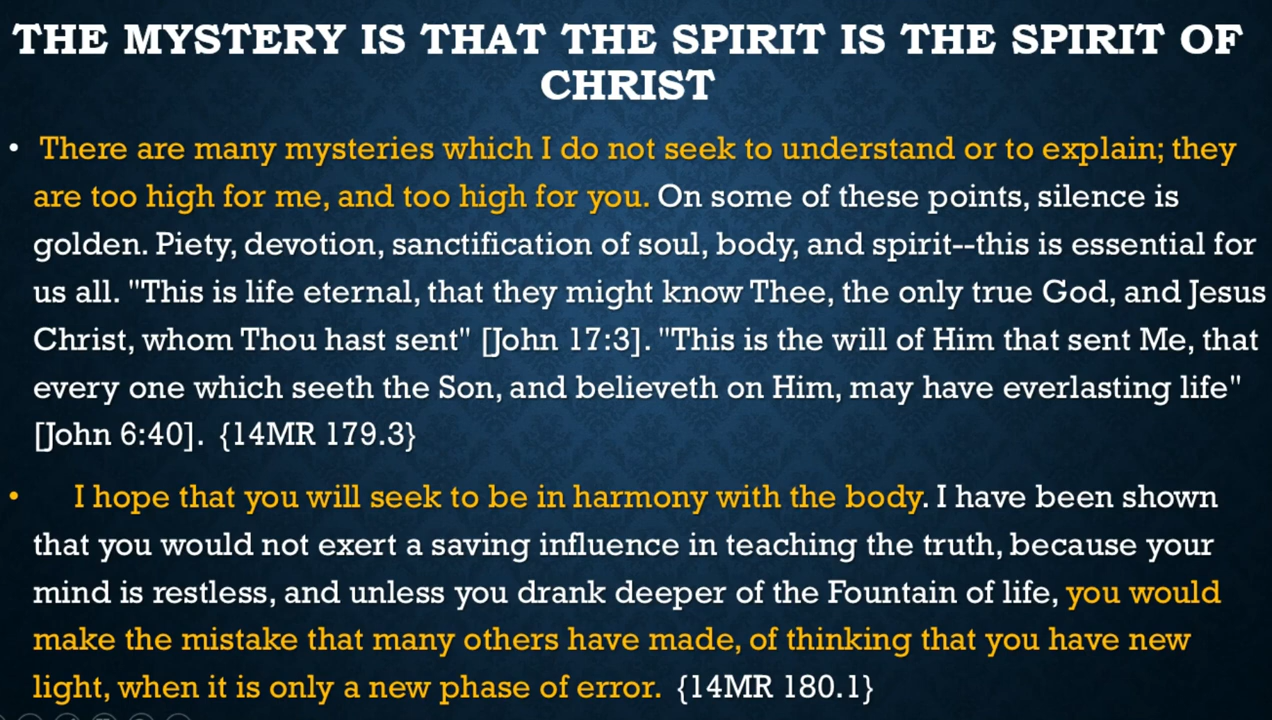 THE MYSTERY IS THAT THE SPIRIT IS THE SPIRIT OF
CHRIST
• There are many mysteries which I do not seek to understand or to explain; they
are too high for me, and too high for you. On some of these points, silence is
golden. Piety, devotion, sanctification of soul, body, and spirit--this is essential for
us all. "This is life eternal, that they might know Thee, the only true God, and Jesus
Christ, whom Thou hast sent" [John 17:3]. "This is the will of Him that sent Me, that
every one which seeth the Son, and believeth on Him, may have everlasting life"
[John 6:40]. {14MR 179.3}
• I hope that you will seek to be in harmony with the body. I have been shown
that you would not exert a saving influence in teaching the truth, because your
mind is restless, and unless you drank deeper of the Fountain of life, you would
make the mistake that many others have made, of thinking that you have new
light, when it is only a new phase of error. {14MR 180.1}